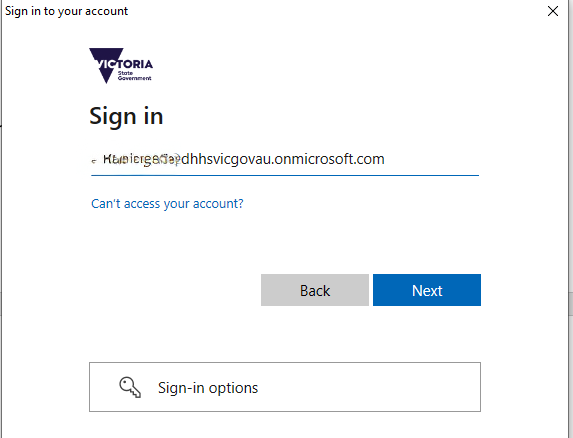 Sign in to your account
VICTORIA
State
Government
Sign in
dhhsvicgovau.onmicrosoft.com
Can't access your account?
Back
Next
Sign-in options